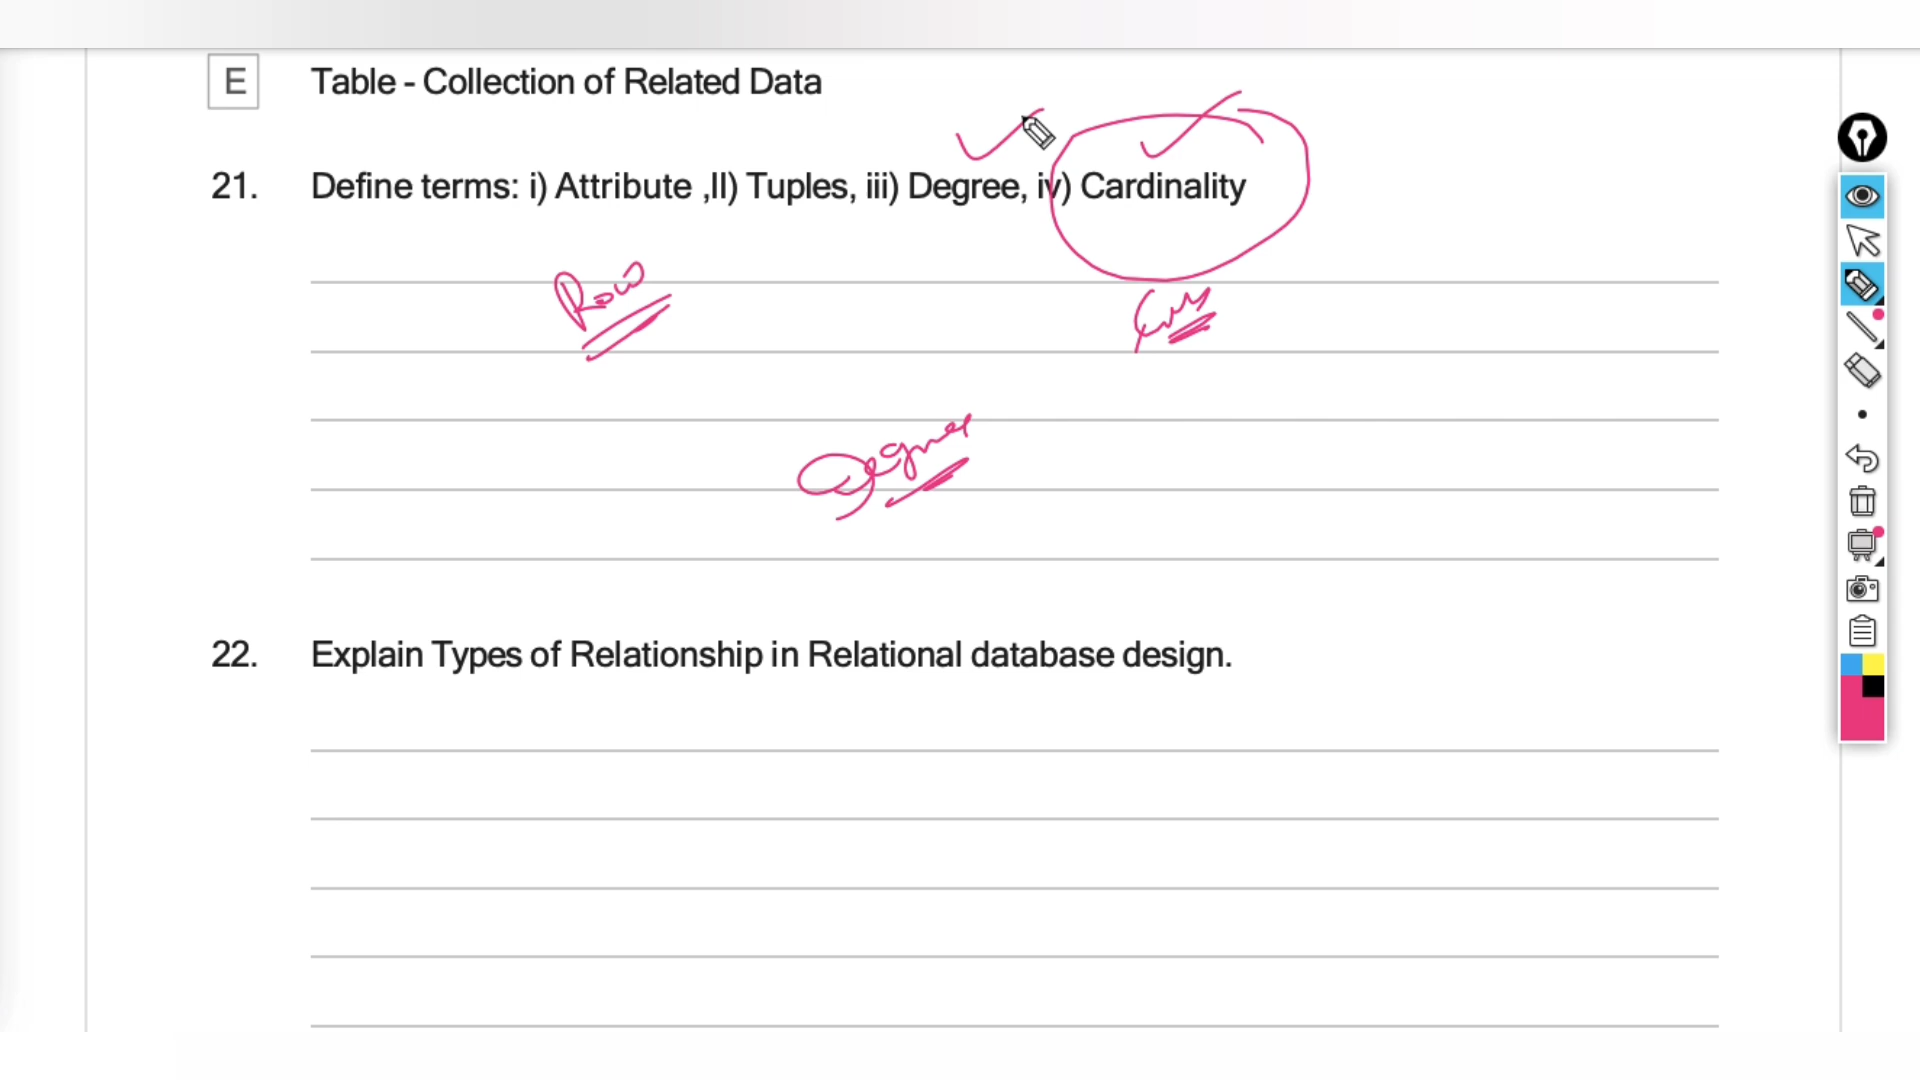 E Table - Collection of Related Data
21. Define terms: i) Attribute ,II) Tuples, iii) Degree, iv) Cardinality
Row
Degree
22. Explain Types of Relationship in Relational database design.